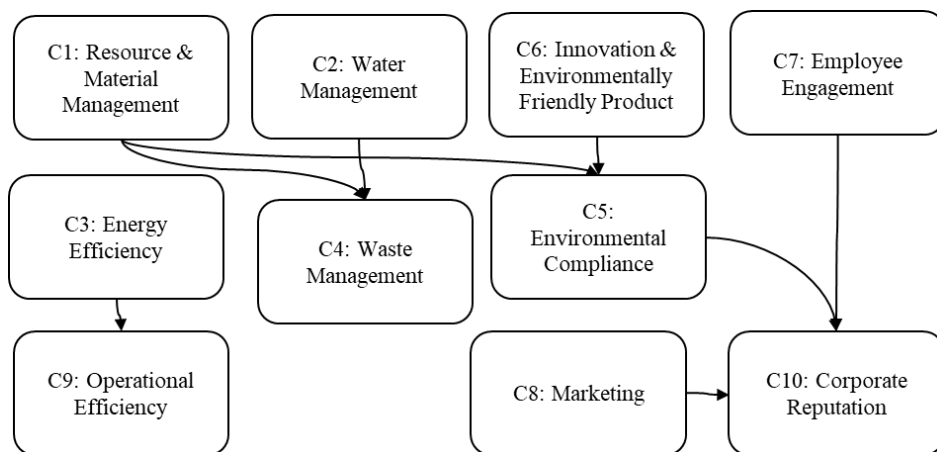 C1: Resource &
Material
Management
C2: Water
Management
C6: Innovation &
Environmentally
Friendly Product
C7: Employee
Engagement
C3: Energy
Efficiency
C4: Waste
Management
C5:
Environmental
Compliance
C9: Operational
Efficiency
C8: Marketing
C10: Corporate
Reputation